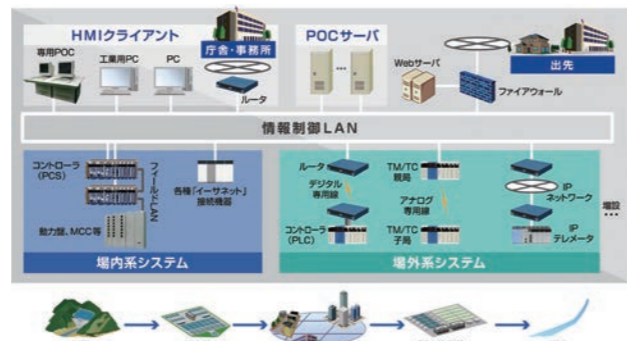 HMIクライアント
庁舎・事務所
POCサーバ
専用POC
工業用PC
PC
ルータ
Webサーバ
出先
ファイアウォール
情報制御LAN
コントローラ
(PCS)
フィールドLAN
各種「イーサネット」
接続機器
動力盤、MCC等
場内系システム
ルータ
デジタル
専用線
コントローラ
(PLC)
TM/TC
親局
アナログ
専用線
TM/TC
子局
IP
ネットワーク
IP
テレメータ
増設
場外系システム